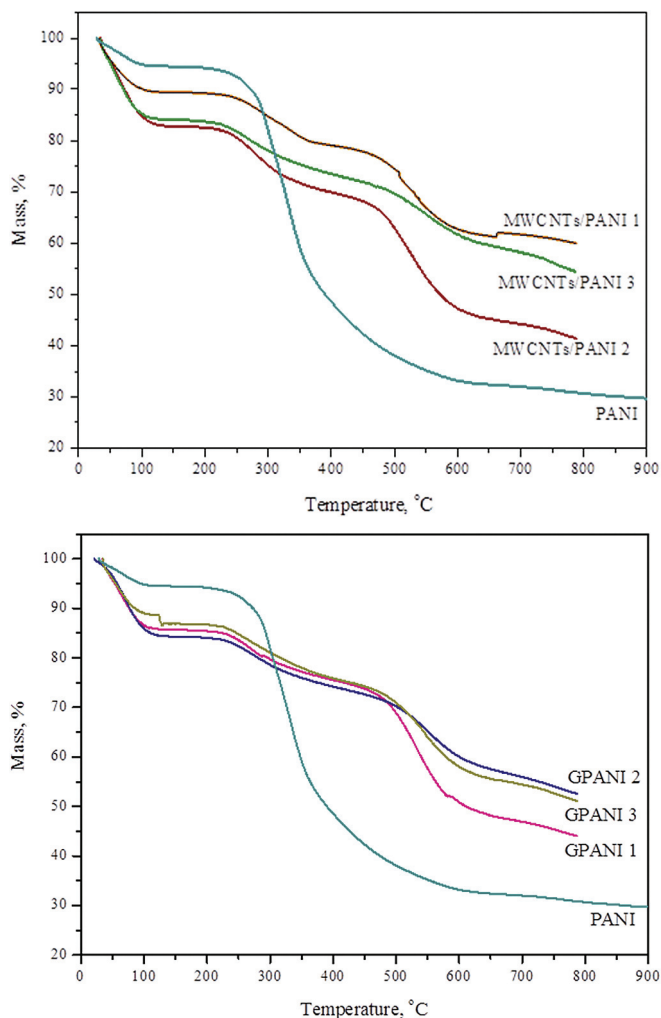 100
90
80
70
60
50
40
30
20
Mass, %
MWCNTs/PANI 1
MWCNTs/PANI 3
MWCNTs/PANI 2
PANI
0 100 200 300 400 500 600 700 800 900
Temperature, °C
100
90
80
70
60
50
40
30
20
Mass, %
GPANI 2
GPANI 3
GPANI 1
PANI
0 100 200 300 400 500 600 700 800 900
Temperature, °C